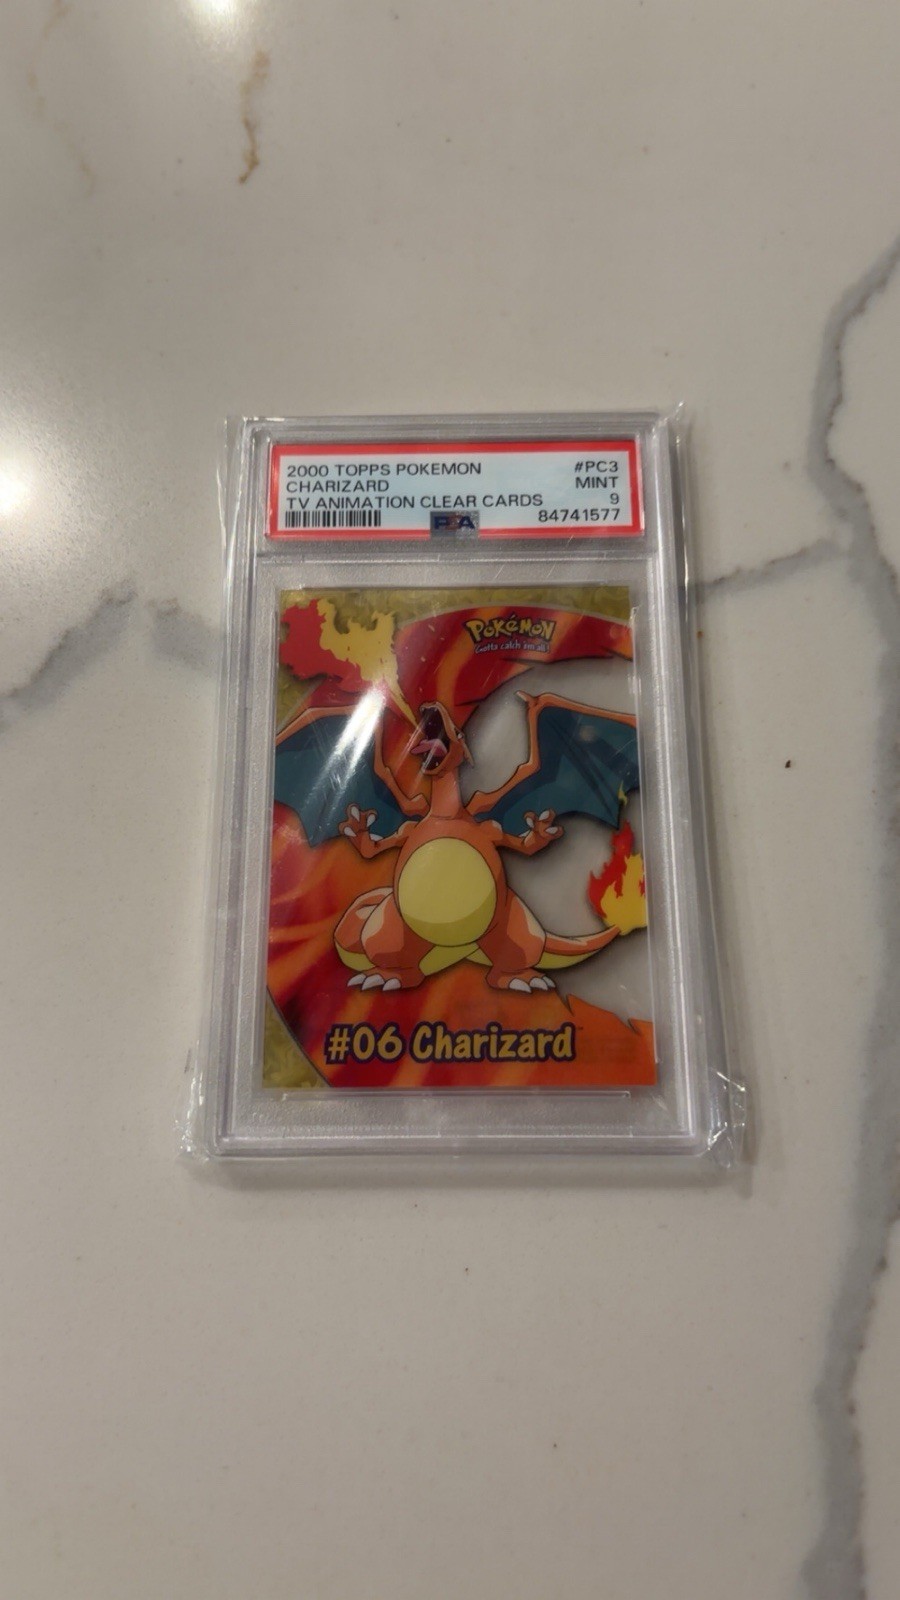 2000 TOPPS POKEMON #PC3
CHARIZARD MINT
TV ANIMATION CLEAR CARDS 9
PSA 84741577
POKéMON
Gotta catch 'em all!
#06 Charizard